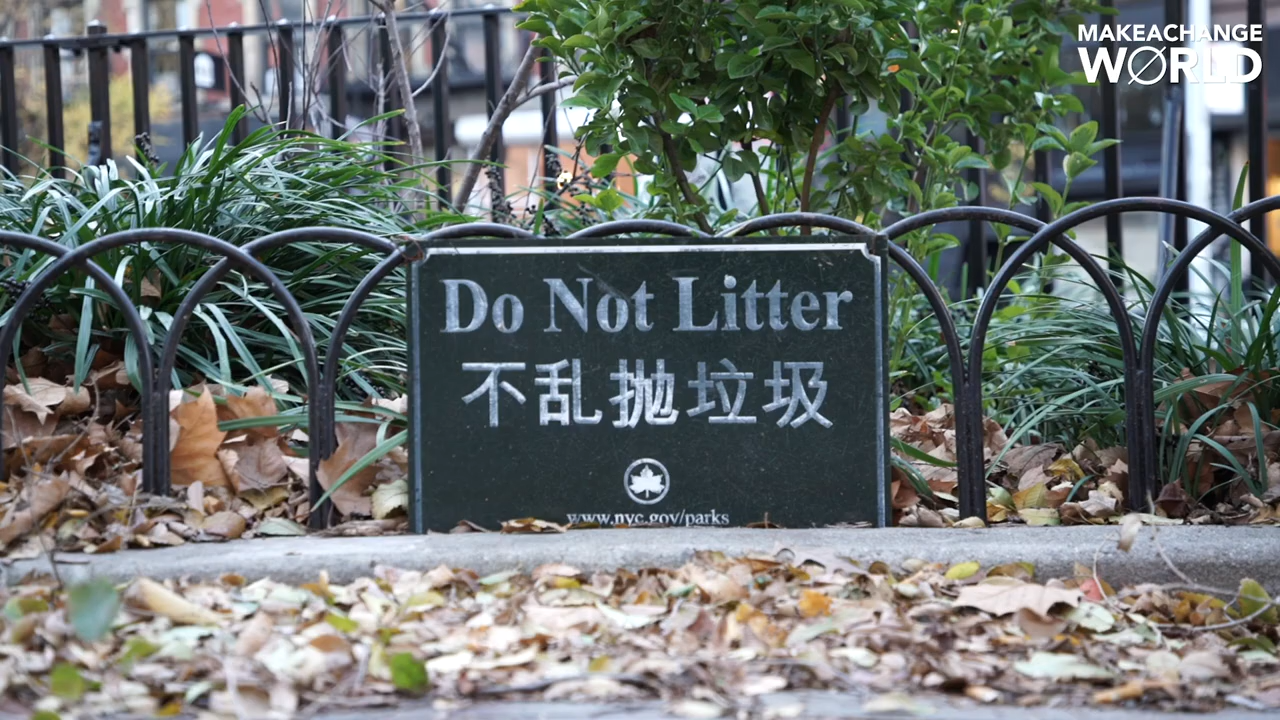 MAKEACHANGE
WORLD
Do Not Litter
不乱抛垃圾
www.nyc.gov/parks